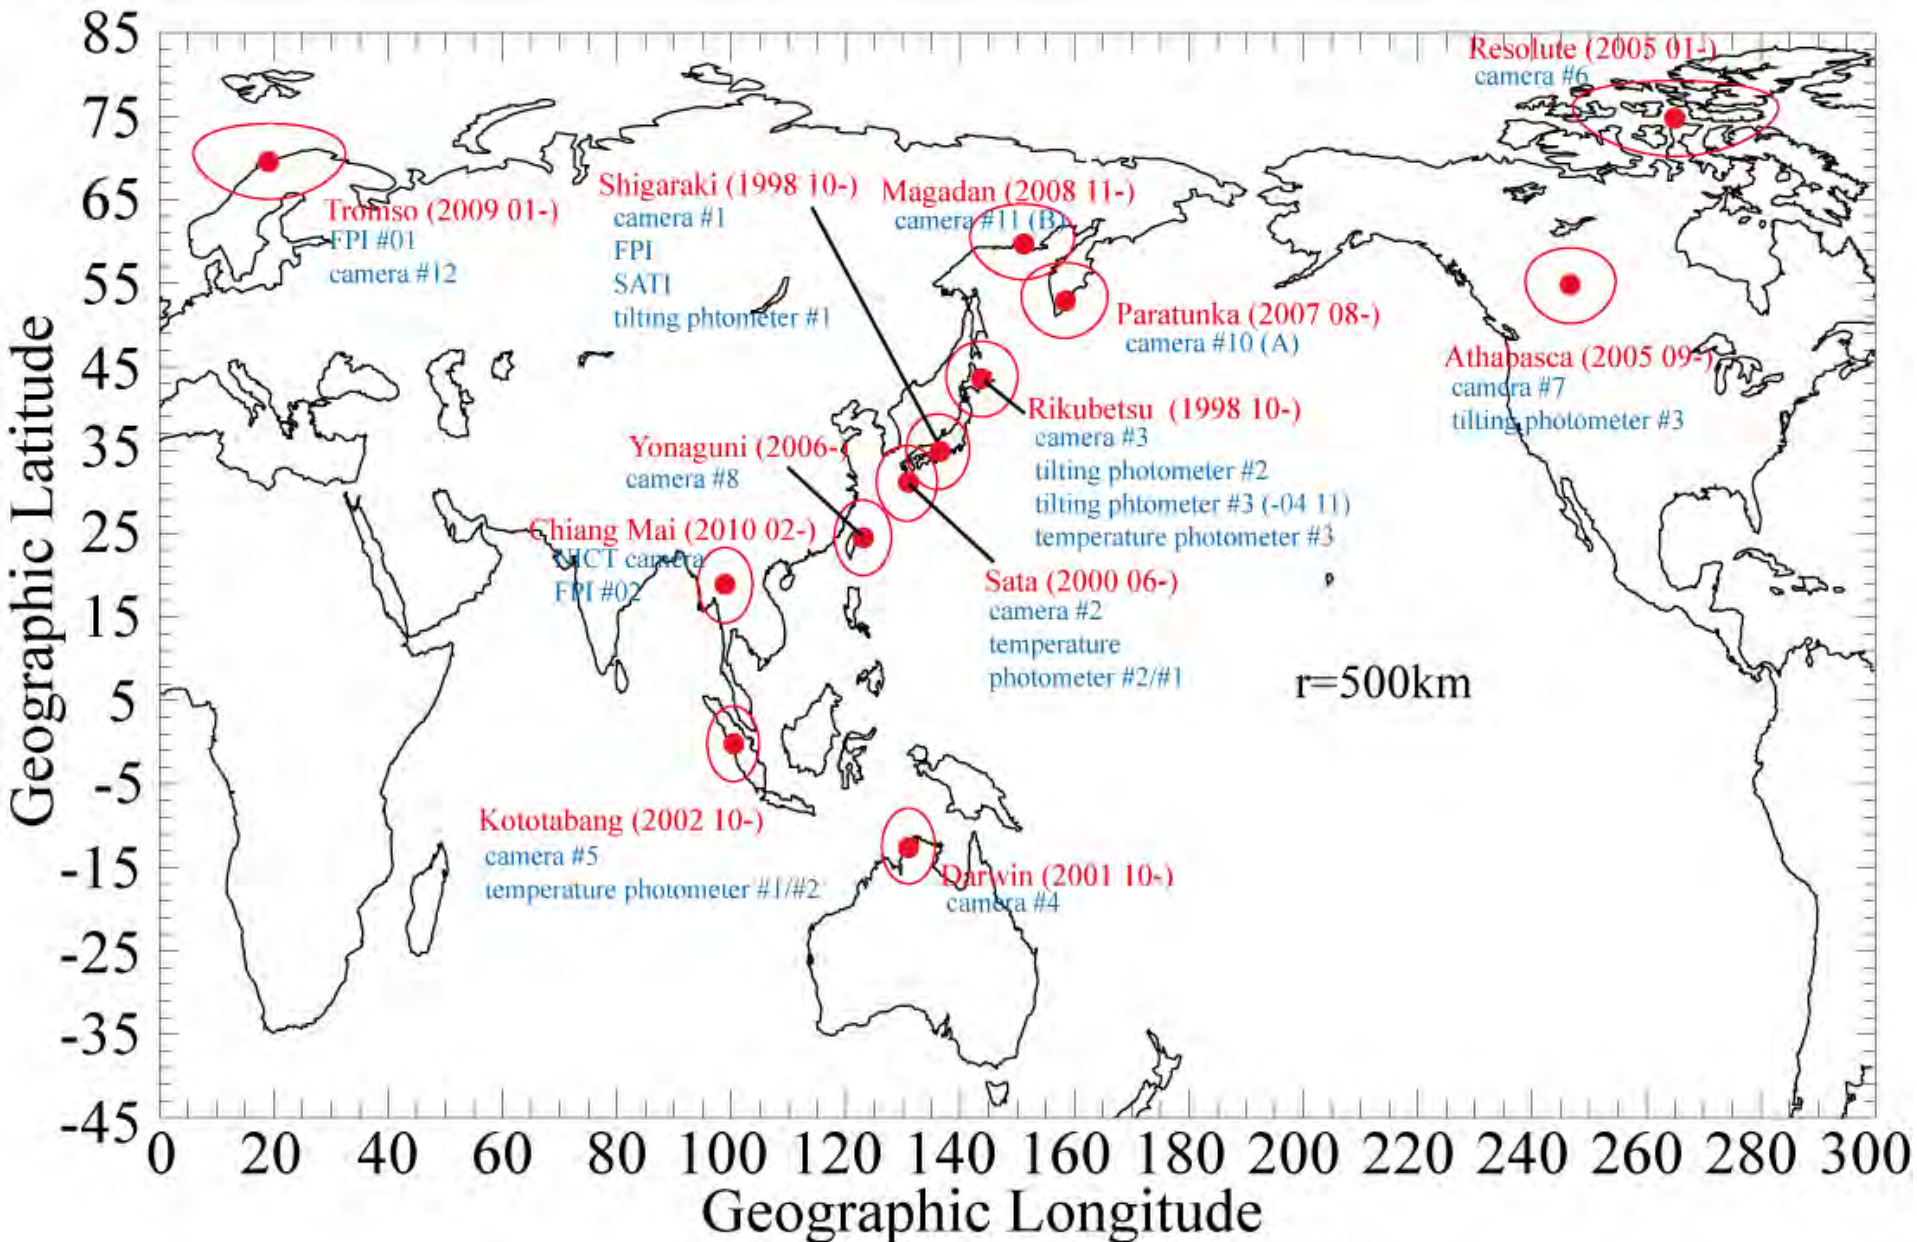 Resolute (2005 01-)
camera #6
Shigaraki (1998 10-)
camera #1
FPI
SATI
tilting phtometer #1
Magadan (2008 11-)
camera #11 (B)
Tromso (2009 01-)
FPI #01
camera #12
Paratunka (2007 08-)
camera #10 (A)
Athabasca (2005 09-)
camera #7
tilting photometer #3
Rikubetsu (1998 10-)
camera #3
tilting photometer #2
tilting phtometer #3 (-04 11)
temperature photometer #3
Yonaguni (2006-)
camera #8
Chiang Mai (2010 02-)
NICT camera
FPI #02
Sata (2000 06-)
camera #2
temperature
photometer #2/#1
r=500km
Kototabang (2002 10-)
camera #5
temperature photometer #1/#2
Darwin (2001 10-)
camera #4
Geographic Latitude
85
75
65
55
45
35
25
15
5
-5
-15
-25
-35
-45
0 20 40 60 80 100 120 140 160 180 200 220 240 260 280 300
Geographic Longitude